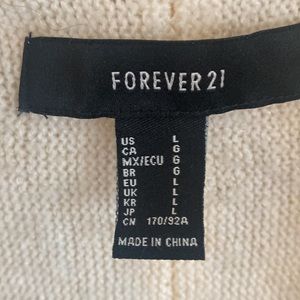 FOREVER 21
US L
CA G
MX/ECU G
BR G
EU L
UK L
KR L
JP L
CN 170/92A
MADE IN CHINA